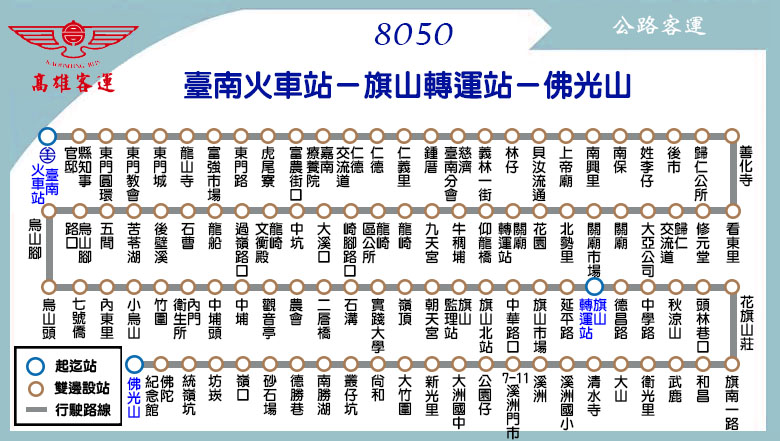 8050
公路客運
KAOHSIUNG BUS
高雄客運
臺南火車站－旗山轉運站－佛光山
臺南火車站
縣知事官邸
東門圓環
東門教會
東門城
龍山寺
富強市場
東門路
虎尾寮
富農街口
嘉南療養院
仁德交流道
仁德
仁義里
鍾厝
慈濟臺南分會
義林一街
林仔
貝汝流通
上帝廟
南興里
南保
姓李仔
後市
歸仁公所
善化寺
烏山腳
烏山腳路口
五間
苦苓湖
後壁溪
石曹
龍船
過嶺路口
龍崎文衡殿
中坑
大溪口
崎腳路口
龍崎區公所
龍崎
九天宮
牛稠埔
仰龍橋
關廟轉運站
花園
北勢里
關廟市場
關廟
大亞公司
歸仁交流道
修元堂
看東里
烏山頭
七號僑
內東里
小烏山
竹圍
內門衛生所
中埔頭
中埔
觀音亭
農會
二層橋
石溝
實踐大學
嶺頂
朝天宮
旗山監理站
旗山北站
中華路口
旗山市場
延平路
旗山轉運站
德昌路
中學路
秋涼山
頭林巷口
花旗山莊
起迄站
雙邊設站
行駛路線
佛光山
佛陀紀念館
統嶺坑
坊崁
嶺口
砂石場
德勝巷
南勝湖
叢仔坑
尚和
大竹圍
新光里
大洲國中
公園仔
7-11溪洲門市
溪洲
溪洲國小
清水寺
大山
衛光里
武鹿
和昌
旗南一路